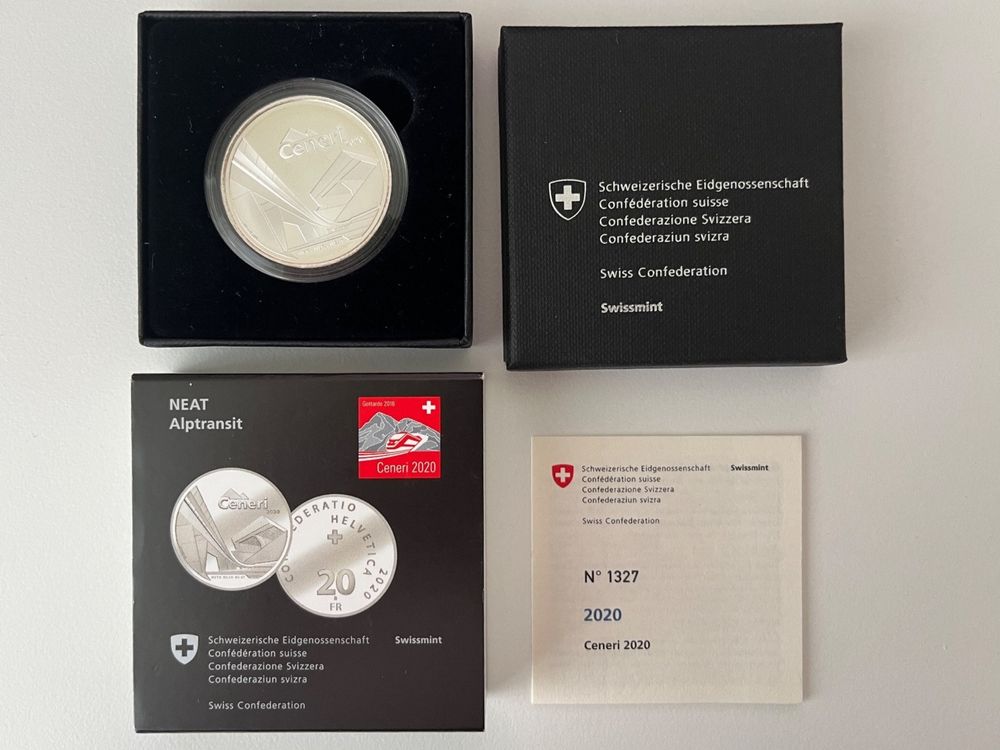 Ceneri
Schweizerische Eidgenossenschaft
Confédération suisse
Confederazione Svizzera
Confederaziun svizra
Swiss Confederation
Swissmint
NEAT
Alptransit
Gottardo 2016
Ceneri 2020
Ceneri
2020
CONFOEDERATIO
HELVETICA 2020
20
FR
Schweizerische Eidgenossenschaft Swissmint
Confédération suisse
Confederazione Svizzera
Confederaziun svizra
Swiss Confederation
Schweizerische Eidgenossenschaft Swissmint
Confédération suisse
Confederazione Svizzera
Confederaziun svizra
Swiss Confederation
N° 1327
2020
Ceneri 2020